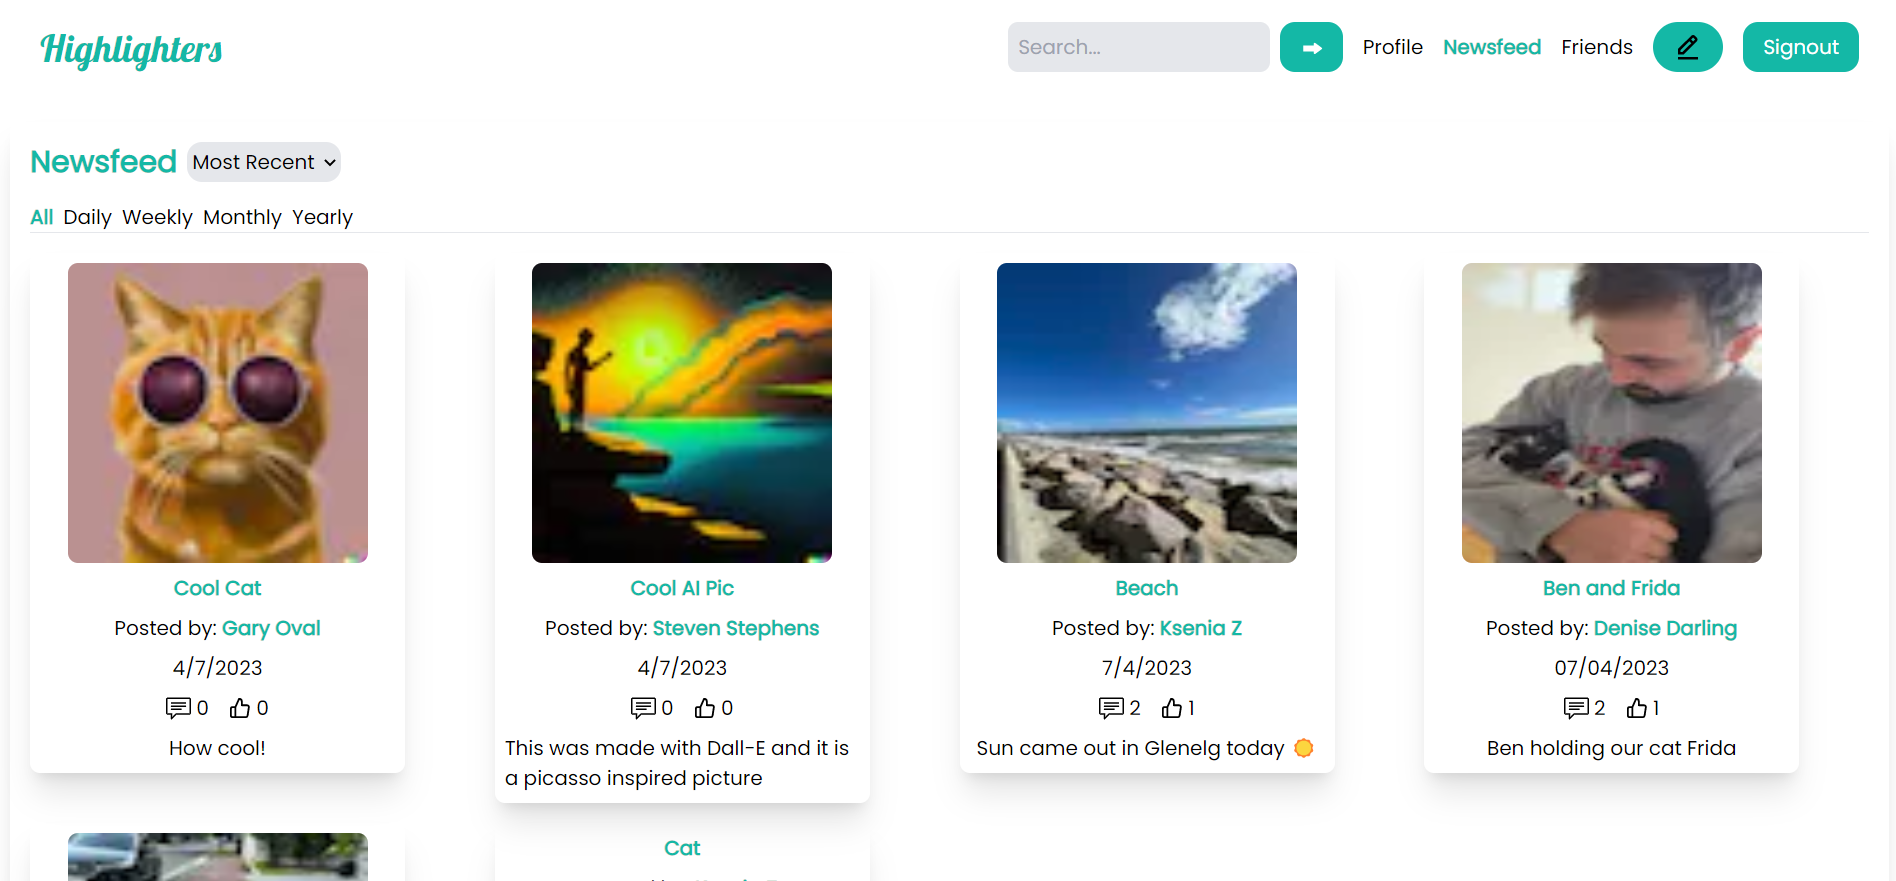 Highlighters
Search...
Profile
Newsfeed
Friends
Signout
Newsfeed
Most Recent
All Daily Weekly Monthly Yearly
Cool Cat
Posted by: Gary Oval
4/7/2023
0 0
How cool!
Cool AI Pic
Posted by: Steven Stephens
4/7/2023
0 0
This was made with Dall-E and it is
a picasso inspired picture
Beach
Posted by: Ksenia Z
7/4/2023
2 1
Sun came out in Glenelg today
Ben and Frida
Posted by: Denise Darling
07/04/2023
2 1
Ben holding our cat Frida
Cat